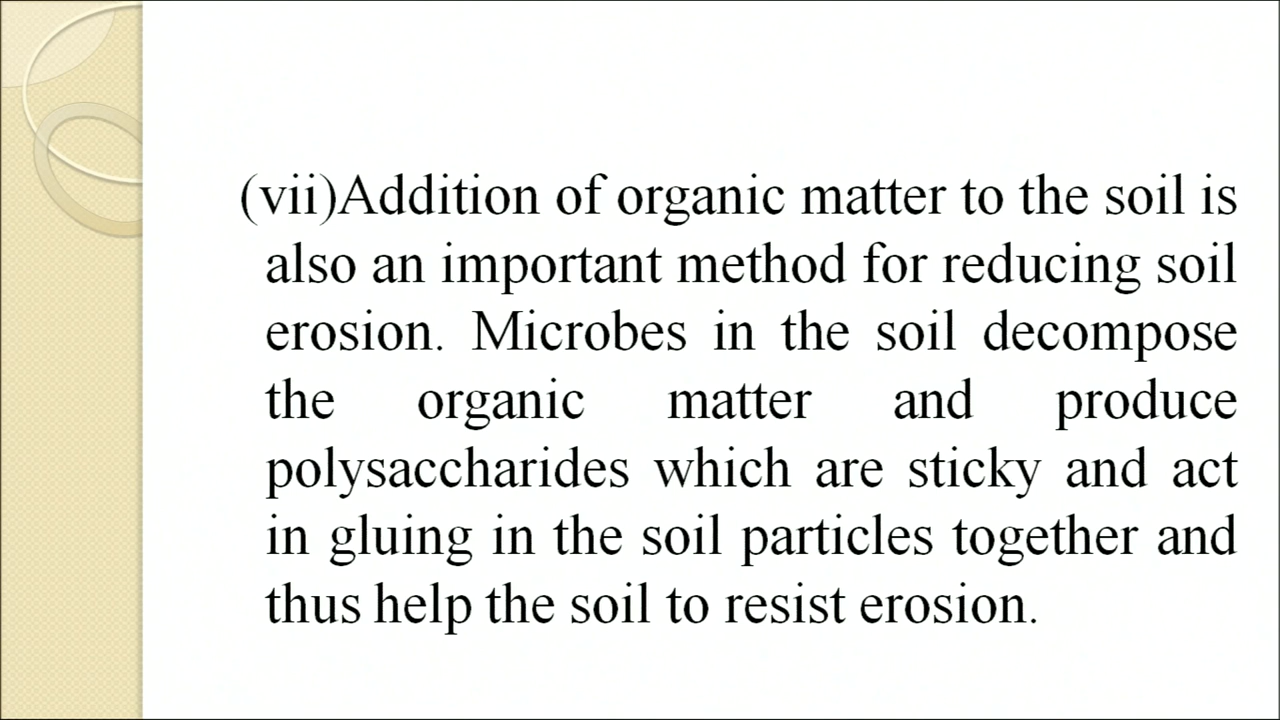 (vii)Addition of organic matter to the soil is
also an important method for reducing soil
erosion. Microbes in the soil decompose
the organic matter and produce
polysaccharides which are sticky and act
in gluing in the soil particles together and
thus help the soil to resist erosion.